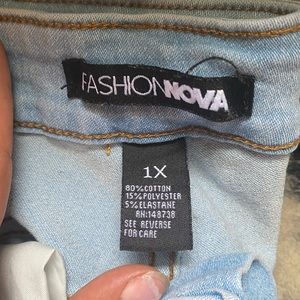 FASHIONNOVA
1X
80%COTTON
15%POLYESTER
5%ELASTANE
RN:148738
SEE REVERSE
FOR CARE